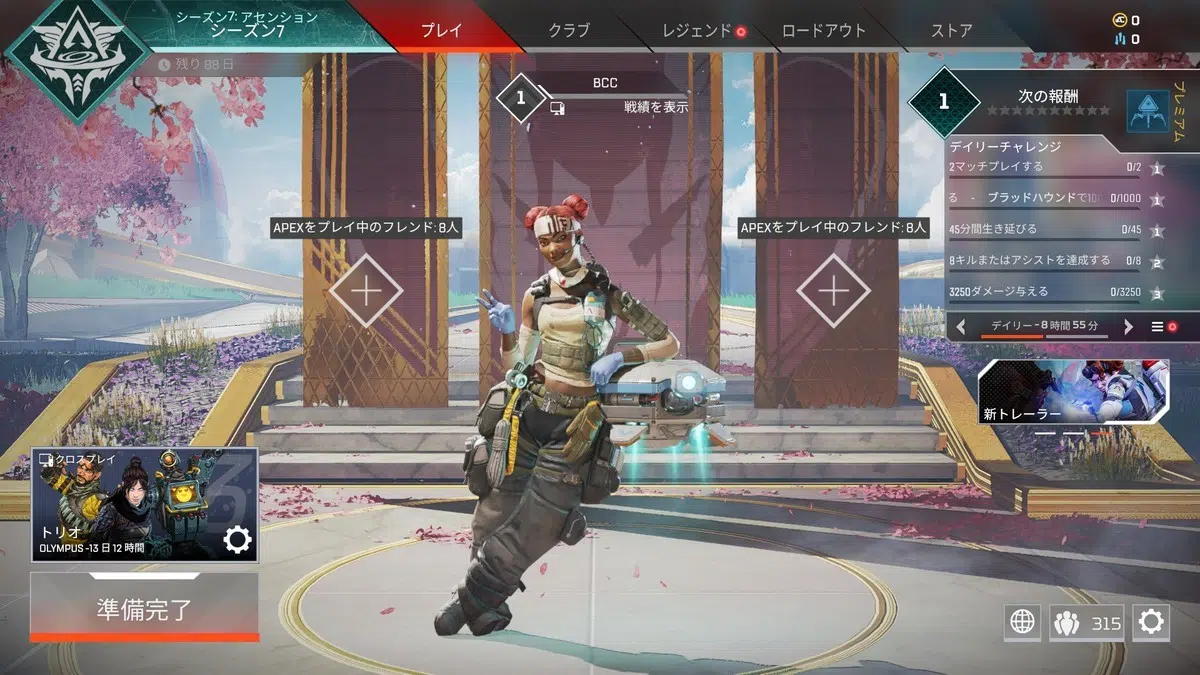 シーズン7: アセンション
シーズン7
残り 88 日
プレイ
クラブ
レジェンド
ロードアウト
ストア
0
0
1
BCC
戦績を表示
1
次の報酬
プレミアム
デイリーチャレンジ
2マッチプレイする 0/2 1
る - ブラッドハウンドで10 0/1000 1
45分間生き延びる 0/45 1
8キルまたはアシストを達成する 0/8 2
3250ダメージ与える 0/3250 3
デイリー -8 時間 55 分
APEXをプレイ中のフレンド: 8人
APEXをプレイ中のフレンド: 8人
新トレーラー
クロスプレイ
トリオ
OLYMPUS -13 日 12 時間
準備完了
315